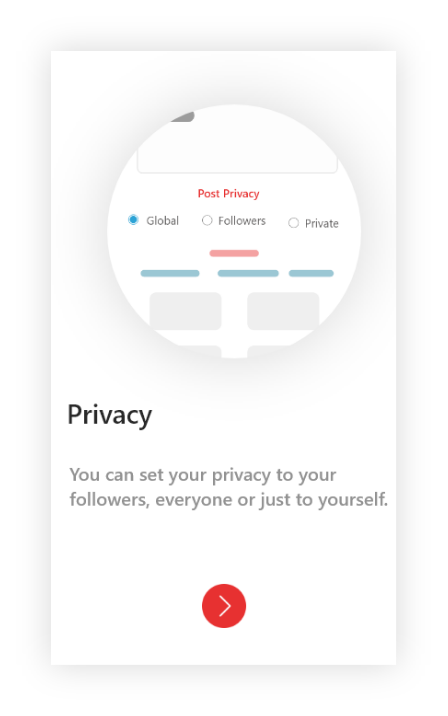 Post Privacy
Global Followers Private
Privacy
You can set your privacy to your
followers, everyone or just to yourself.